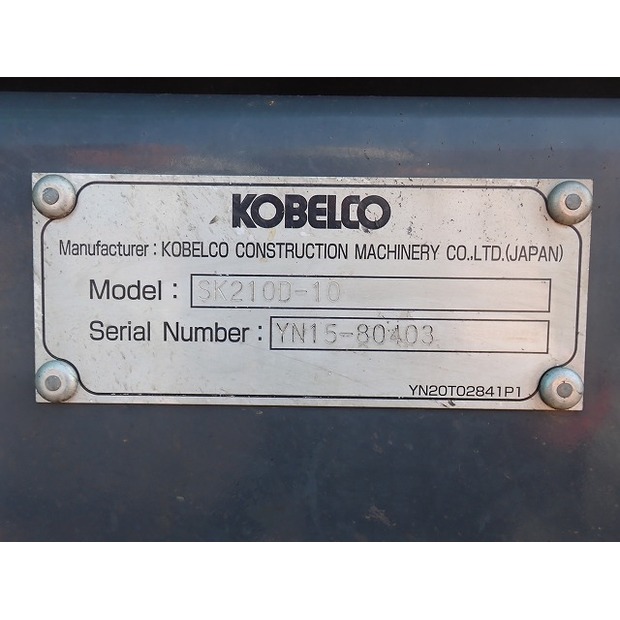 KOBELCO
Manufacturer : KOBELCO CONSTRUCTION MACHINERY CO.,LTD.(JAPAN)
Model : SK210D-10
Serial Number : YN15-80403
YN20T02841P1